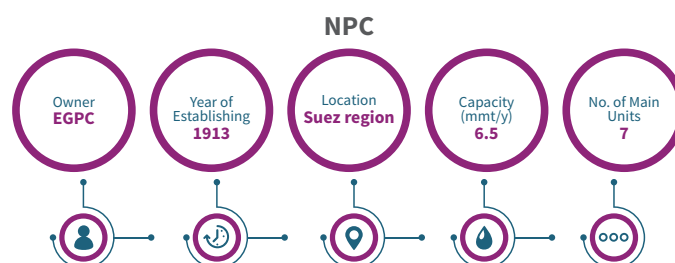 NPC
Owner
EGPC
Year of
Establishing
1913
Location
Suez region
Capacity
(mmt/y)
6.5
No. of Main
Units
7